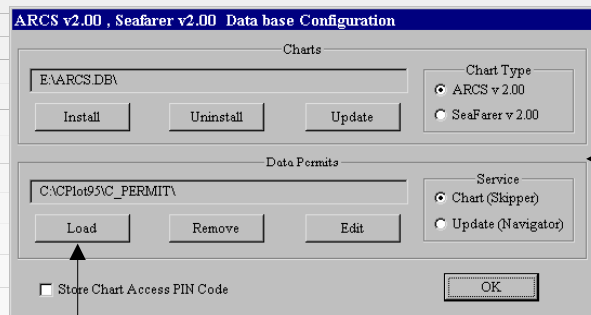 ARCS v2.00 , Seafarer v2.00 Data base Configuration
Charts
E:\ARCS.DB\
Install Uninstall Update
Chart Type
ARCS v 2.00
SeaFarer v 2.00
Data Permits
C:\CPlot95\C_PERMIT\
Load Remove Edit
Service
Chart (Skipper)
Update (Navigator)
Store Chart Access PIN Code
OK